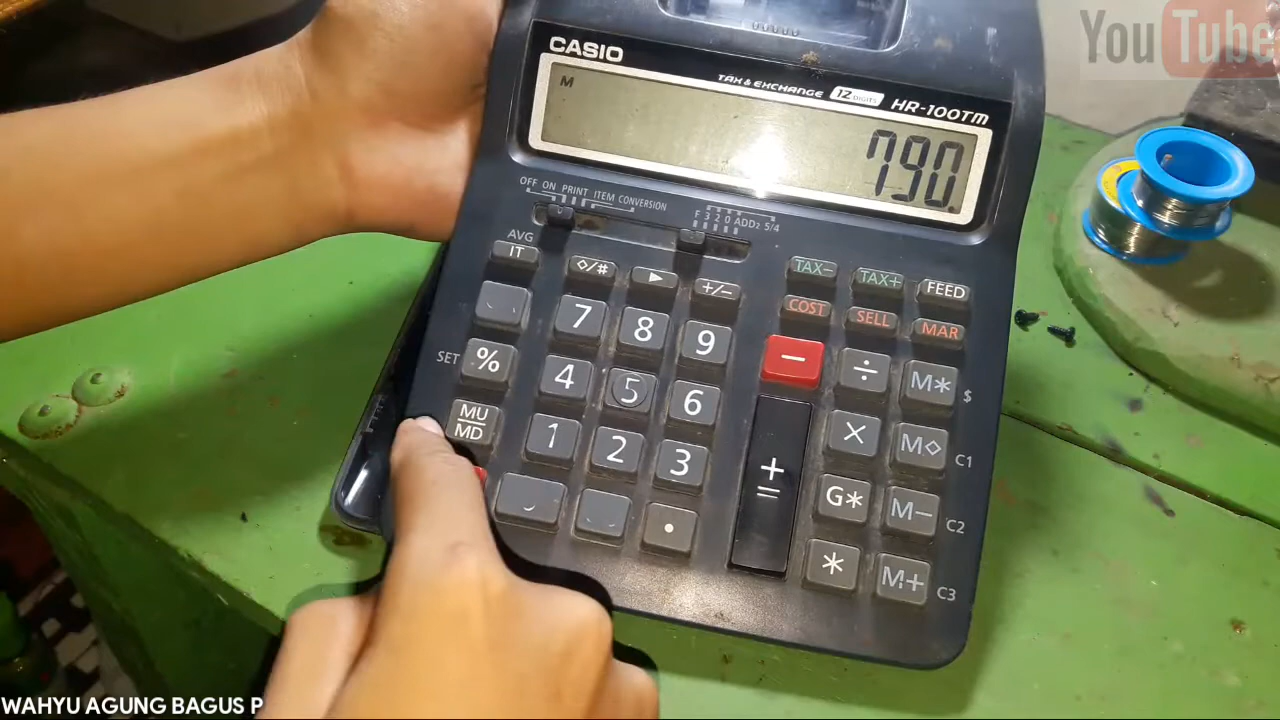 YouTube
CASIO
TAX & EXCHANGE 12 DIGITS HR-100TM
M
790.
OFF ON PRINT ITEM CONVERSION
F 3 2 0 ADD2 5/4
AVG
IT ◇/# ▶ +/− TAX− TAX+ FEED
COST SELL MAR
7 8 9 − ÷ M* $
SET % 4 5 6
MU
MD
1 2 3 + = × M◇ C1
G* M− C2
. * M+ C3
WAHYU AGUNG BAGUS P